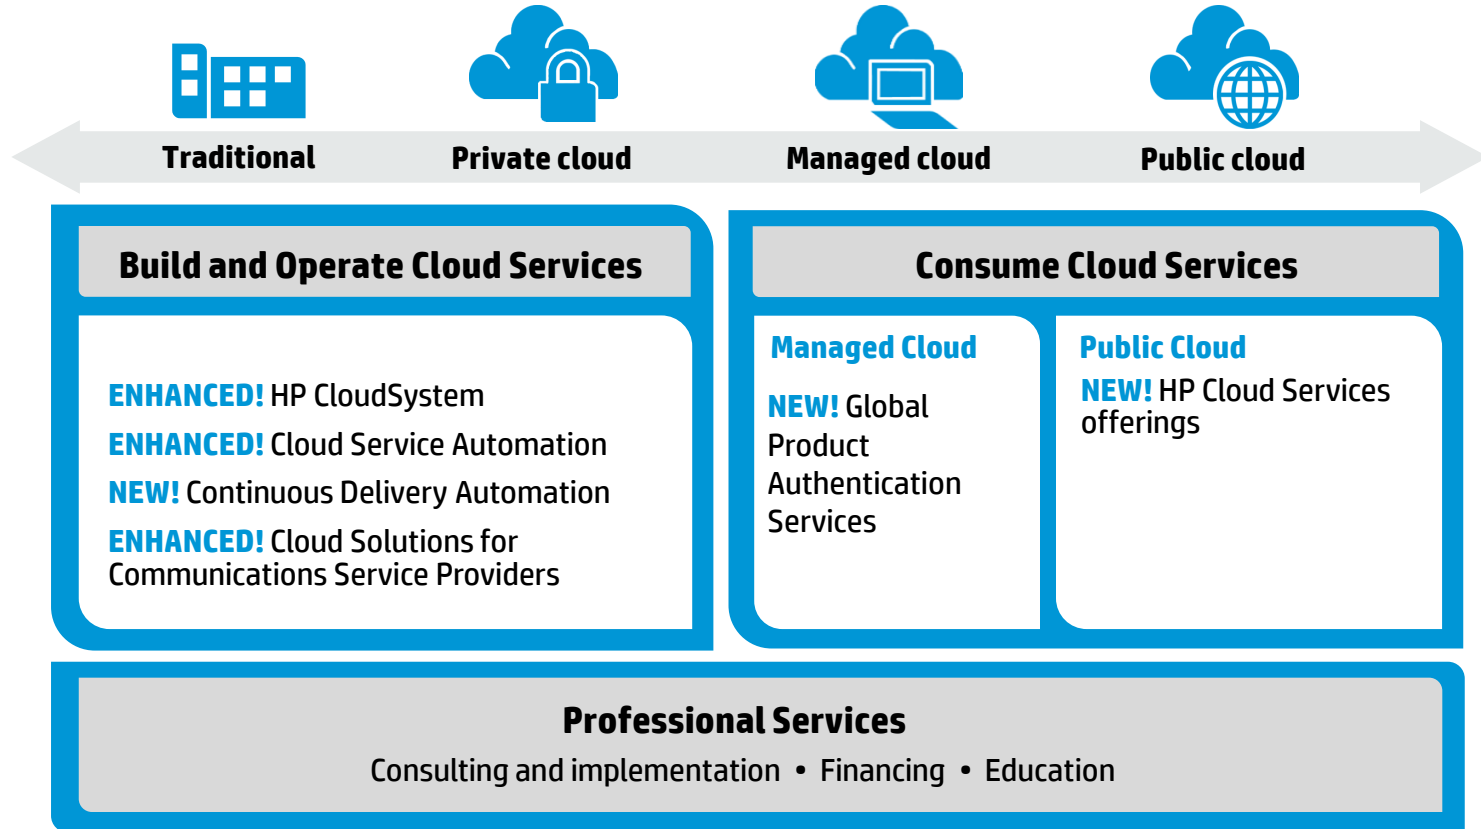 Traditional
Private cloud
Managed cloud
Public cloud
Build and Operate Cloud Services
ENHANCED! HP CloudSystem
ENHANCED! Cloud Service Automation
NEW! Continuous Delivery Automation
ENHANCED! Cloud Solutions for
Communications Service Providers
Consume Cloud Services
Managed Cloud
NEW! Global
Product
Authentication
Services
Public Cloud
NEW! HP Cloud Services
offerings
Professional Services
Consulting and implementation • Financing • Education